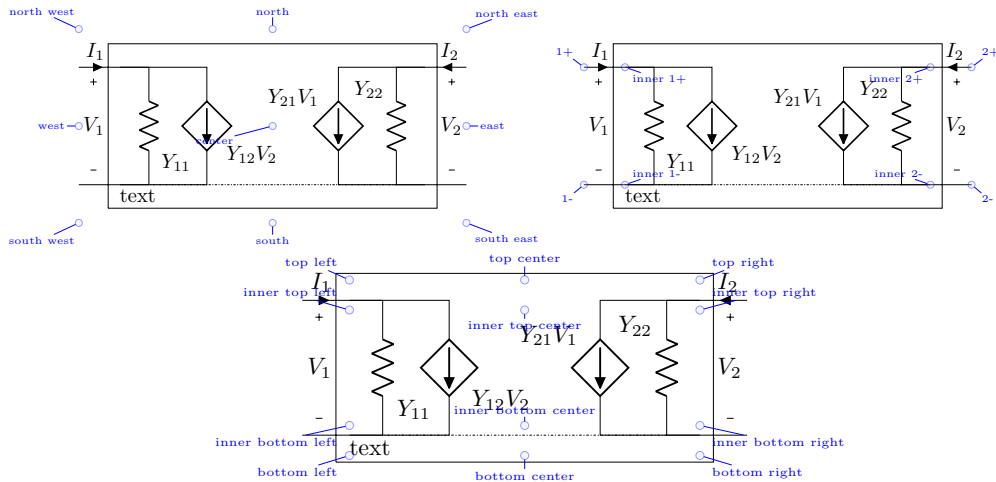 north west
north
north east
I₁
I₂
+
+
west
V₁
Y₂₁V₁
Y₂₂
V₂
east
center
Y₁₁
Y₁₂V₂
-
-
text
south west
south
south east
1+
I₁
inner 1+
I₂
2+
inner 2+
+
+
V₁
Y₂₁V₁
Y₂₂
V₂
Y₁₁
Y₁₂V₂
-
-
inner 1-
inner 2-
1-
text
2-
top left
top center
top right
I₁
I₂
inner top left
inner top right
+
+
inner top center
Y₂₁V₁
Y₂₂
V₁
V₂
Y₁₁
Y₁₂V₂
inner bottom center
-
-
inner bottom left
inner bottom right
text
bottom left
bottom center
bottom right